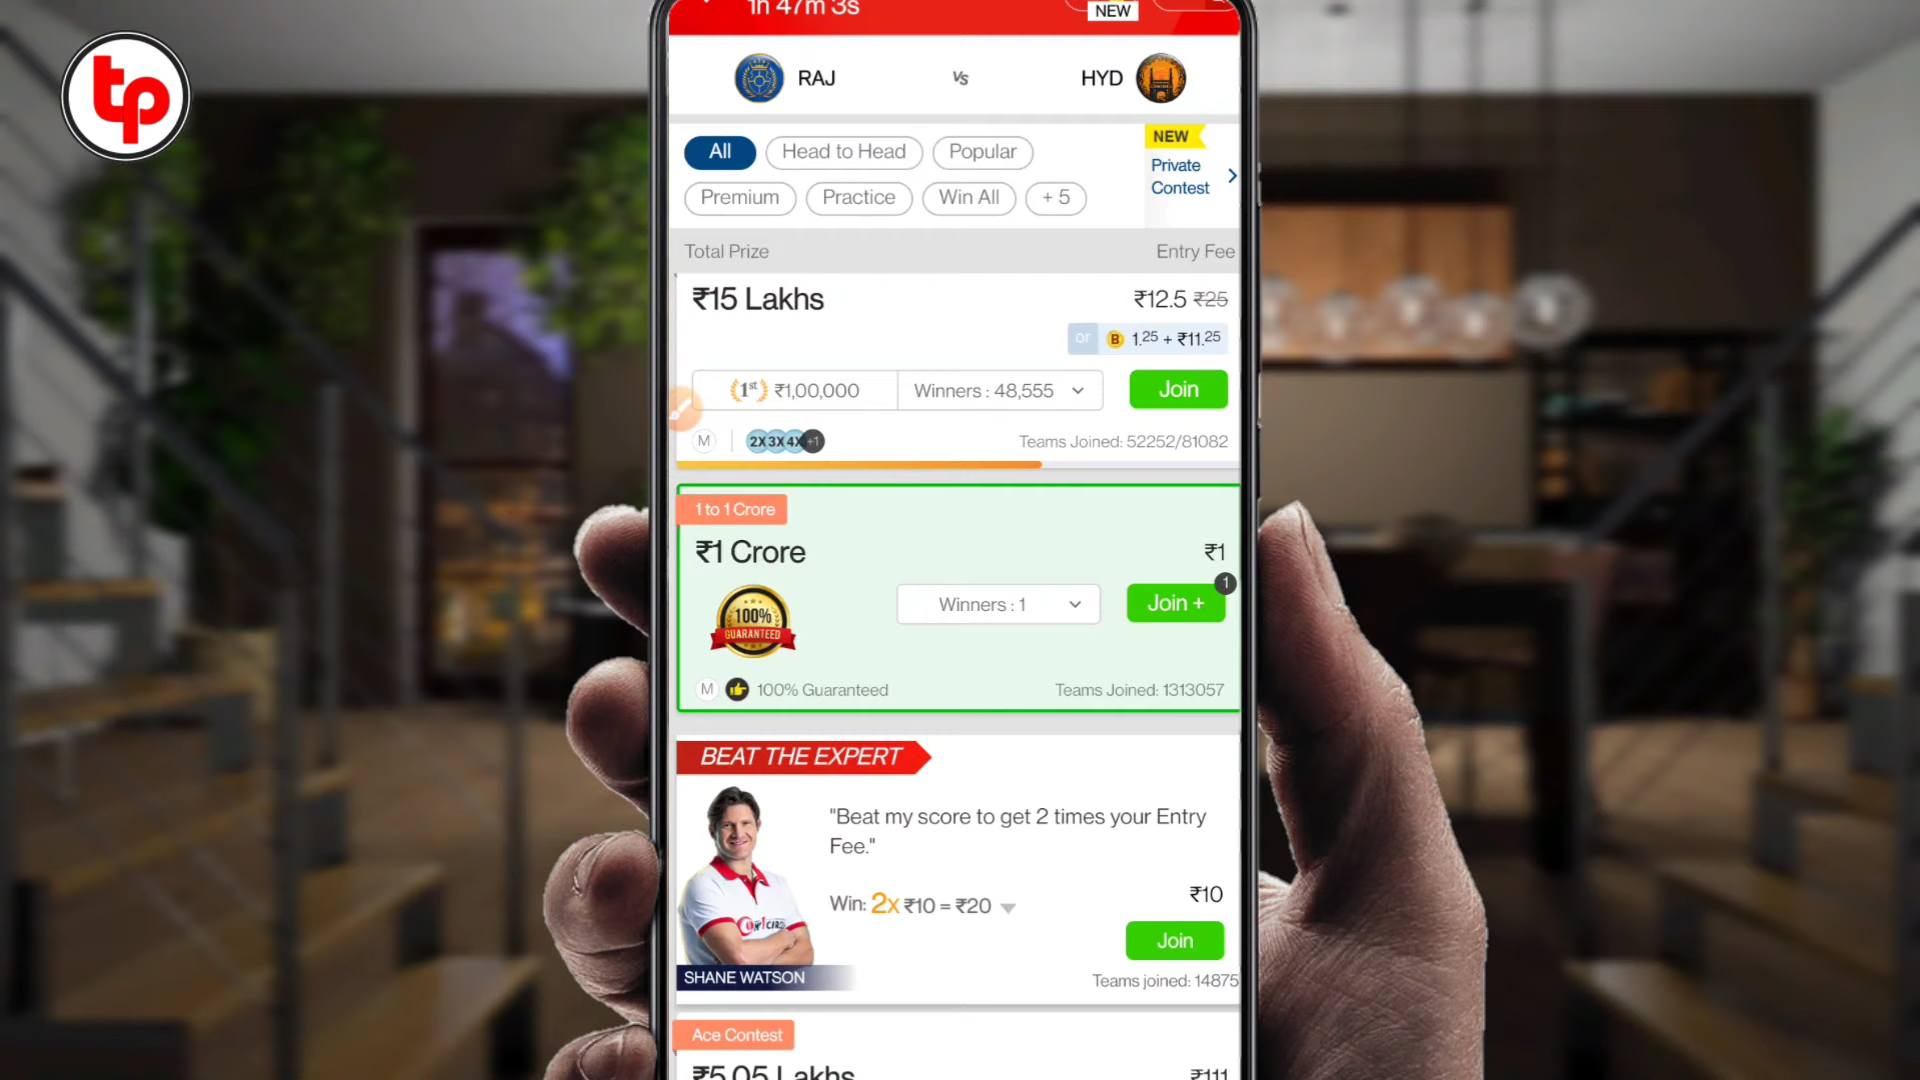 tp
1h 47m 3s
NEW
RAJ
Vs
HYD
All
Head to Head
Popular
NEW
Private
Contest
Premium
Practice
Win All
+ 5
Total Prize
Entry Fee
₹15 Lakhs
₹12.5 ₹25
or
B 1.25 + ₹11.25
1st ₹1,00,000
Winners : 48,555
Join
M
2X 3X 4X +1
Teams Joined: 52252/81082
1 to 1 Crore
₹1 Crore
₹1
100%
GUARANTEED
Winners : 1
Join +
1
M
100% Guaranteed
Teams Joined: 1313057
BEAT THE EXPERT
"Beat my score to get 2 times your Entry
Fee."
Win: 2x ₹10 = ₹20
₹10
Join
SHANE WATSON
Teams joined: 14875
Ace Contest
₹5.05 Lakhs
₹111